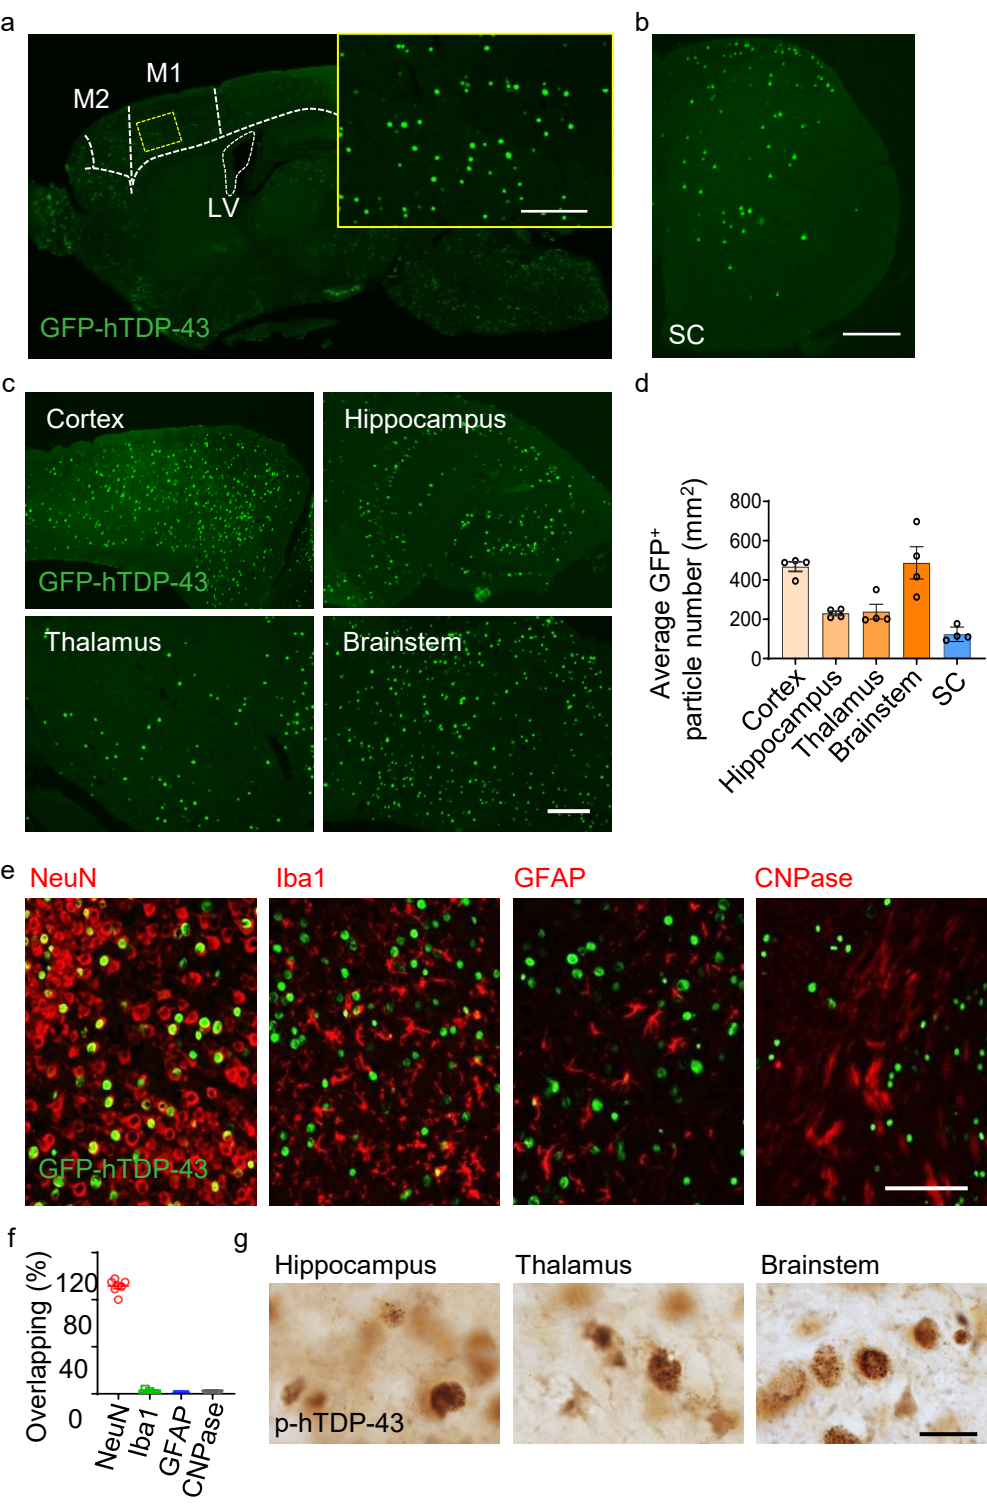 a
M1
M2
LV
GFP-hTDP-43
b
SC
c
Cortex
GFP-hTDP-43
Hippocampus
Thalamus
Brainstem
d
Average GFP+
particle number (mm2)
800
600
400
200
0
Cortex
Hippocampus
Thalamus
Brainstem
SC
e
NeuN
Iba1
GFAP
CNPase
GFP-hTDP-43
f
Overlapping (%)
120
80
40
0
NeuN
Iba1
GFAP
CNPase
g
Hippocampus
Thalamus
Brainstem
p-hTDP-43